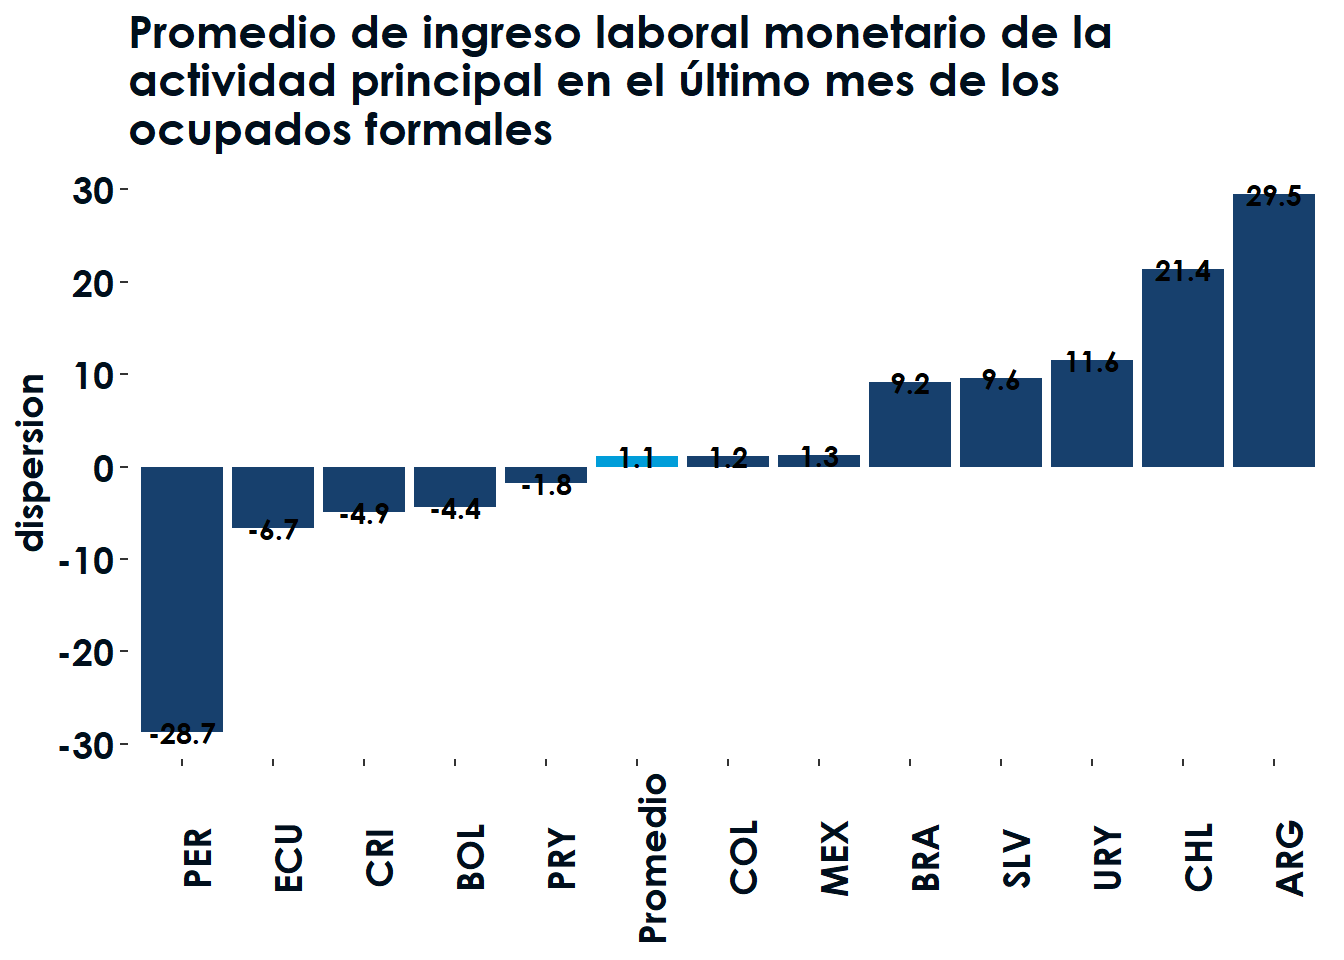 Promedio de ingreso laboral monetario de la
actividad principal en el último mes de los
ocupados formales
dispersion
30
20
10
0
-10
-20
-30
-28.7
-6.7
-4.9
-4.4
-1.8
1.1
1.2
1.3
9.2
9.6
11.6
21.4
29.5
PER
ECU
CRI
BOL
PRY
Promedio
COL
MEX
BRA
SLV
URY
CHL
ARG